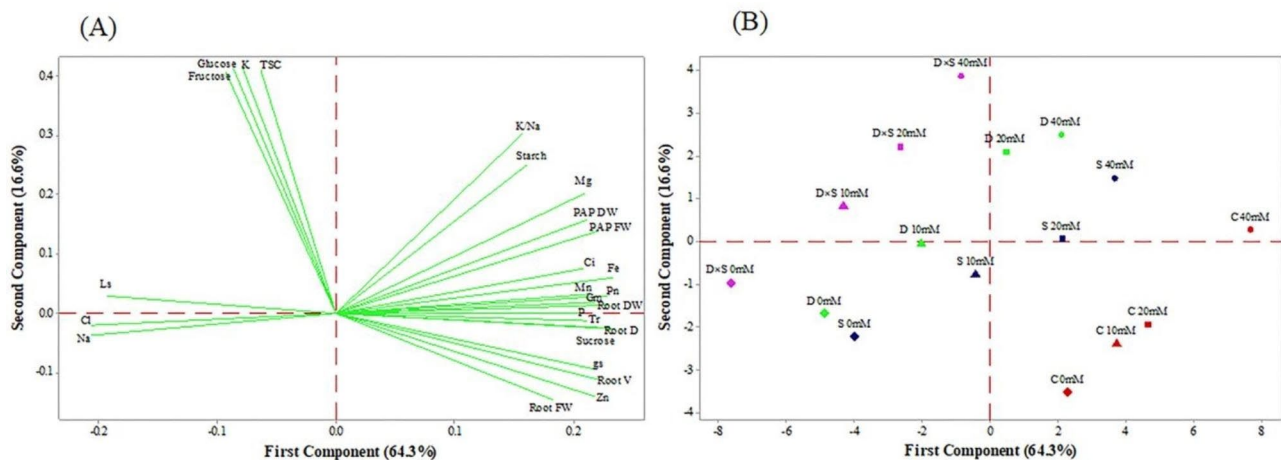 (A)
Second Component (16.6%)
0.4
0.3
0.2
0.1
0.0
-0.1
Glucose K TSC
Fructose
K/Na
Starch
Mg
PAP DW
PAP FW
Ci
Fe
Mn
Pn
Gm
Root DW
P
Tr
Root D
Sucrose
gs
Root V
Zn
Root FW
Ls
Cl
Na
-0.2
-0.1
0.0
0.1
0.2
First Component (64.3%)
(B)
Second Component (16.6%)
4
3
2
1
0
-1
-2
-3
-4
D×S 40mM
D 40mM
D×S 20mM
D 20mM
S 40mM
D×S 10mM
C 40mM
S 20mM
D 10mM
S 10mM
D×S 0mM
D 0mM
S 0mM
C 20mM
C 10mM
C 0mM
-8
-6
-4
-2
0
2
4
6
8
First Component (64.3%)